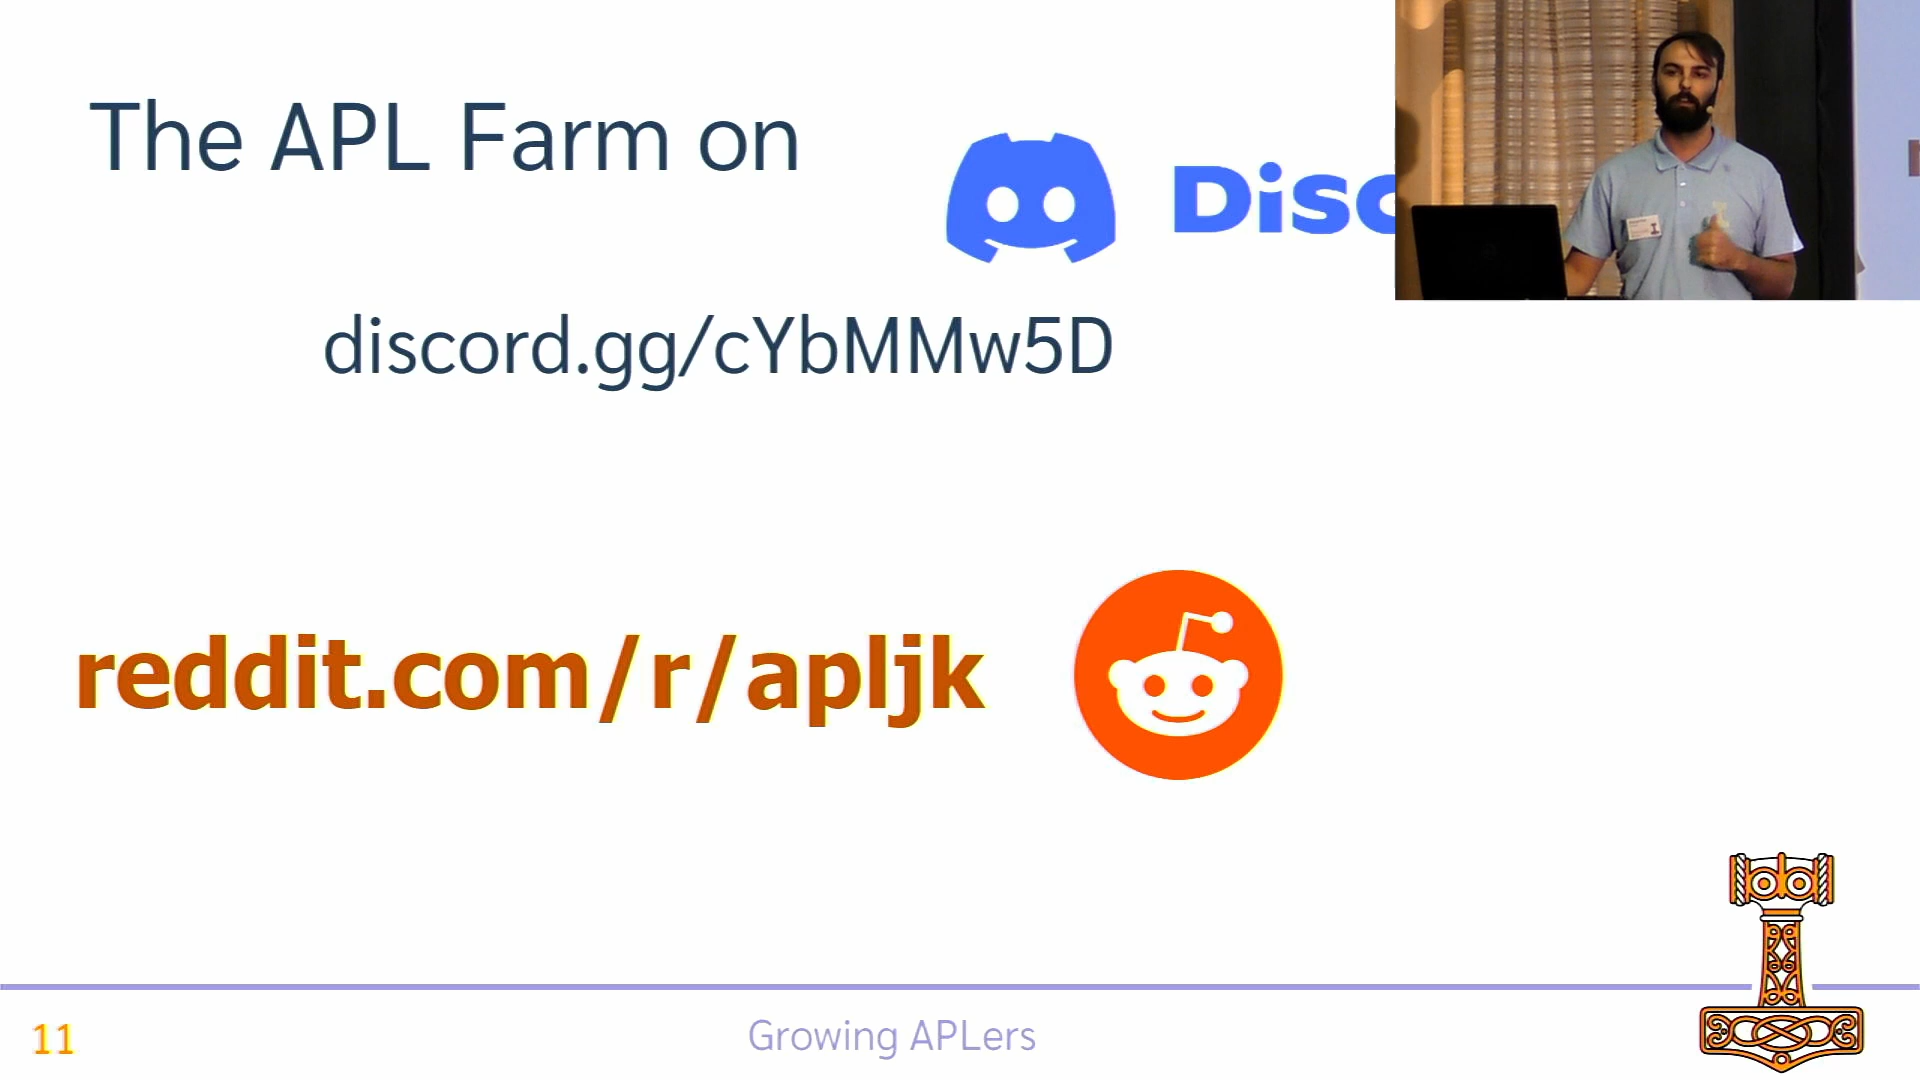 The APL Farm on
Disc
discord.gg/cYbMMw5D
reddit.com/r/apljk
11
Growing APLers